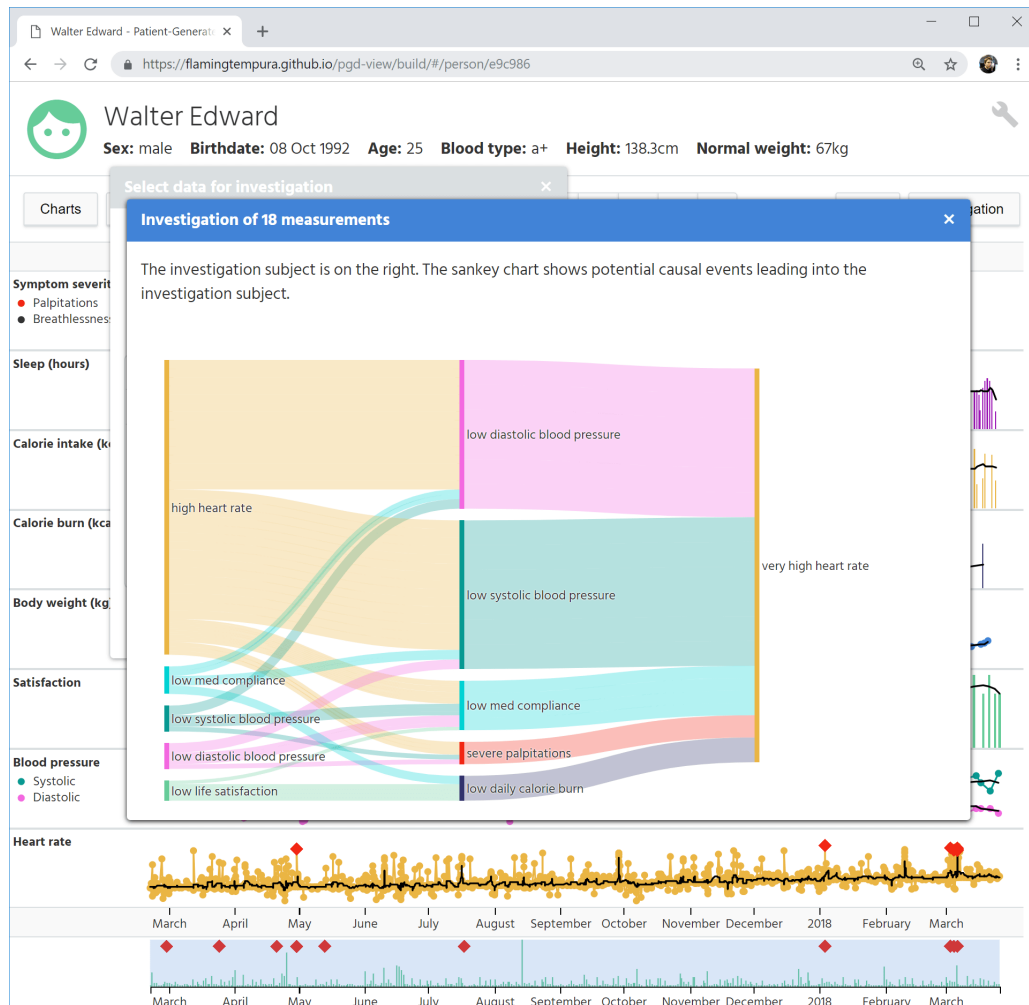 Walter Edward - Patient-Generat
https://flamingtempura.github.io/pgd-view/build/#/person/e9c986
Walter Edward
Sex: male Birthdate: 08 Oct 1992 Age: 25 Blood type: a+ Height: 138.3cm Normal weight: 67kg
Select data for investigation
Charts
gation
Investigation of 18 measurements
The investigation subject is on the right. The sankey chart shows potential causal events leading into the
investigation subject.
Symptom severit
Palpitations
Breathlessness
Sleep (hours)
Calorie intake (kc
Calorie burn (kca
Body weight (kg)
Satisfaction
Blood pressure
Systolic
Diastolic
low diastolic blood pressure
high heart rate
very high heart rate
low systolic blood pressure
low med compliance
low med compliance
low systolic blood pressure
severe palpitations
low diastolic blood pressure
low daily calorie burn
low life satisfaction
Heart rate
March April May June July August September October November December 2018 February March
March April May June July August September October November December 2018 February March